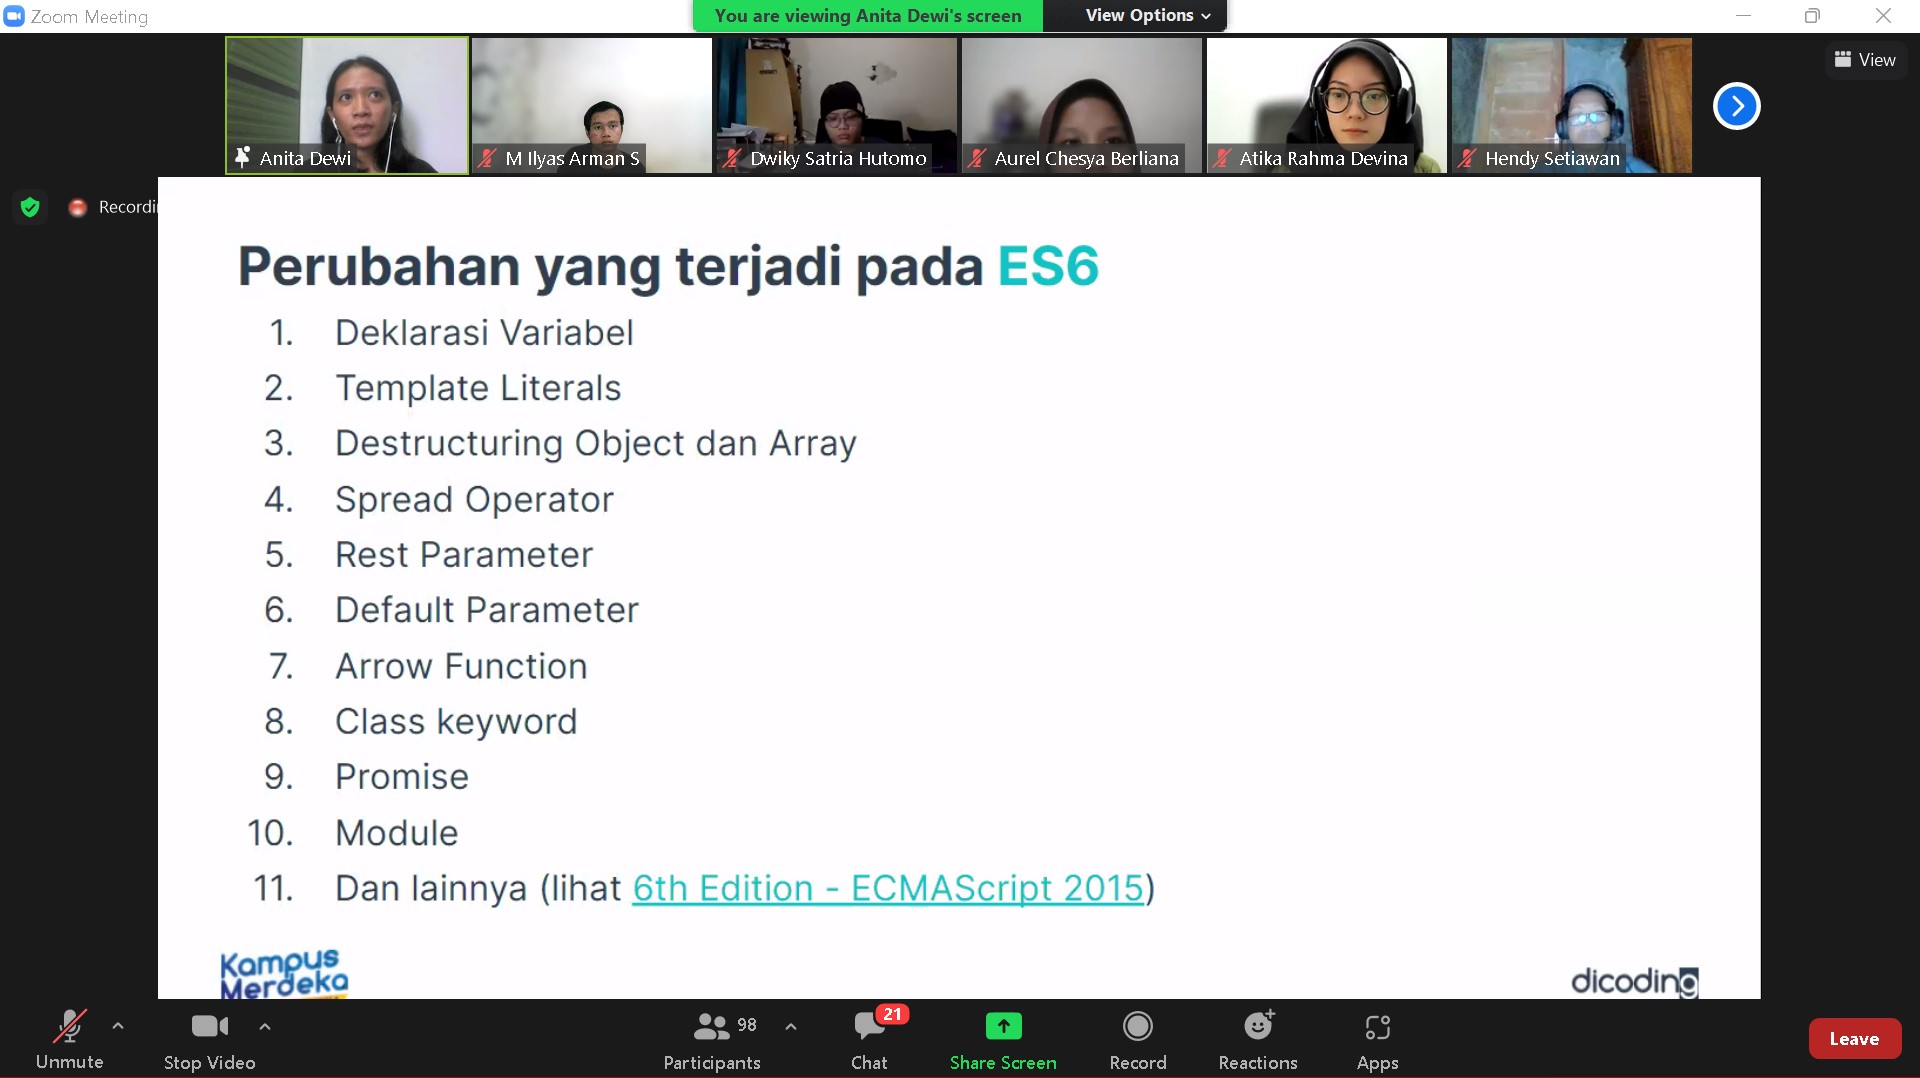 Zoom Meeting
You are viewing Anita Dewi's screen
View Options
View
Anita Dewi
M Ilyas Arman S
Dwiky Satria Hutomo
Aurel Chesya Berliana
Atika Rahma Devina
Hendy Setiawan
Recordin
Perubahan yang terjadi pada ES6
1. Deklarasi Variabel
2. Template Literals
3. Destructuring Object dan Array
4. Spread Operator
5. Rest Parameter
6. Default Parameter
7. Arrow Function
8. Class keyword
9. Promise
10. Module
11. Dan lainnya (lihat 6th Edition - ECMAScript 2015)
Kampus
Merdeka
dicoding
Unmute
Stop Video
98
Participants
21
Chat
Share Screen
Record
Reactions
Apps
Leave